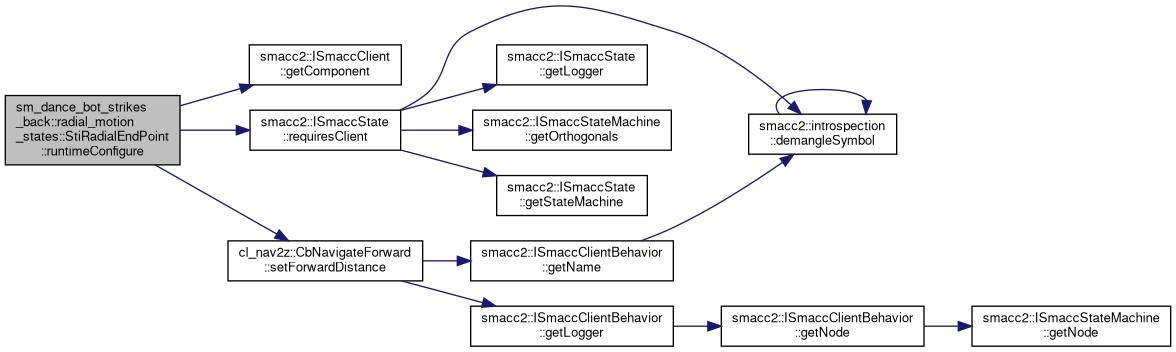 sm_dance_bot_strikes
_back::radial_motion
_states::StiRadialEndPoint
::runtimeConfigure
smacc2::ISmaccClient
::getComponent
smacc2::ISmaccState
::requiresClient
cl_nav2z::CbNavigateForward
::setForwardDistance
smacc2::ISmaccState
::getLogger
smacc2::ISmaccStateMachine
::getOrthogonals
smacc2::ISmaccState
::getStateMachine
smacc2::ISmaccClientBehavior
::getName
smacc2::ISmaccClientBehavior
::getLogger
smacc2::introspection
::demangleSymbol
smacc2::ISmaccClientBehavior
::getNode
smacc2::ISmaccStateMachine
::getNode